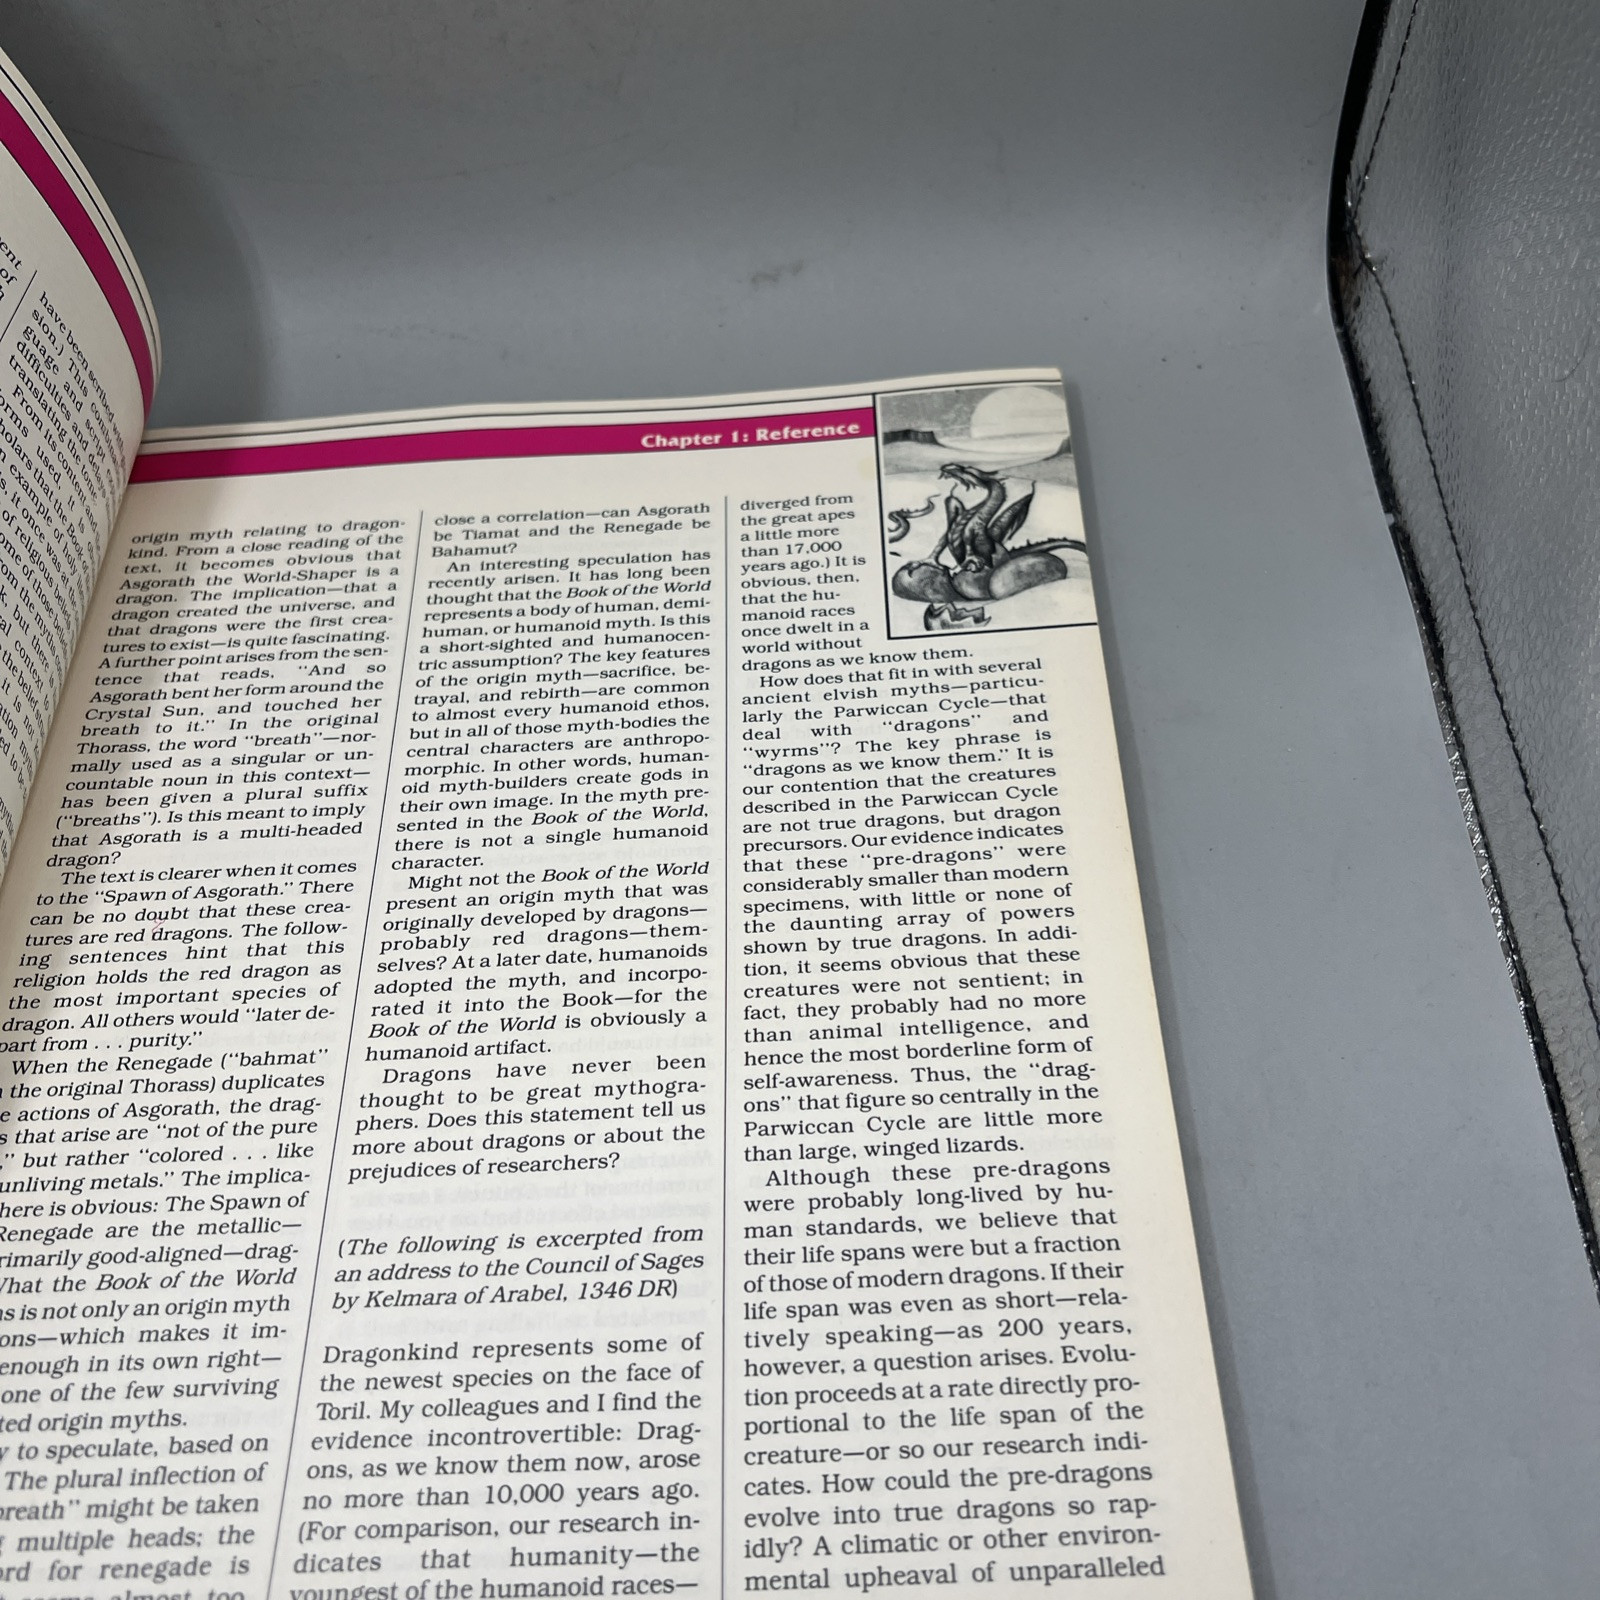 have been scribed with
sion.) This combina
guage and script
difficulties and delays
translating the tome.
From its content and
forms used, it is
scholars that the Book of
Chapter 1: Reference
origin myth relating to dragon-
kind. From a close reading of the
text, it becomes obvious that
Asgorath the World-Shaper is a
dragon. The implication—that a
dragon created the universe, and
that dragons were the first crea-
tures to exist—is quite fascinating.
A further point arises from the sen-
tence that reads, "And so
Asgorath bent her form around the
Crystal Sun, and touched her
breath to it." In the original
Thorass, the word "breath"—nor-
mally used as a singular or un-
countable noun in this context—
has been given a plural suffix
("breaths"). Is this meant to imply
that Asgorath is a multi-headed
dragon?
The text is clearer when it comes
to the "Spawn of Asgorath." There
can be no doubt that these crea-
tures are red dragons. The follow-
ing sentences hint that this
religion holds the red dragon as
the most important species of
dragon. All others would "later de-
part from . . . purity."
When the Renegade ("bahmat"
the original Thorass) duplicates
actions of Asgorath, the drag-
that arise are "not of the pure
" but rather "colored . . . like
unliving metals." The implica-
here is obvious: The Spawn of
Renegade are the metallic—
primarily good-aligned—drag-
What the Book of the World
is not only an origin myth
ons—which makes it im-
enough in its own right—
one of the few surviving
ted origin myths.
to speculate, based on
The plural inflection of
breath" might be taken
multiple heads; the
for renegade is
almost too
close a correlation—can Asgorath
be Tiamat and the Renegade be
Bahamut?
An interesting speculation has
recently arisen. It has long been
thought that the Book of the World
represents a body of human, demi-
human, or humanoid myth. Is this
a short-sighted and humanocen-
tric assumption? The key features
of the origin myth—sacrifice, be-
trayal, and rebirth—are common
to almost every humanoid ethos,
but in all of those myth-bodies the
central characters are anthropo-
morphic. In other words, human-
oid myth-builders create gods in
their own image. In the myth pre-
sented in the Book of the World,
there is not a single humanoid
character.
Might not the Book of the World
present an origin myth that was
originally developed by dragons—
probably red dragons—them-
selves? At a later date, humanoids
adopted the myth, and incorpo-
rated it into the Book—for the
Book of the World is obviously a
humanoid artifact.
Dragons have never been
thought to be great mythogra-
phers. Does this statement tell us
more about dragons or about the
prejudices of researchers?
(The following is excerpted from
an address to the Council of Sages
by Kelmara of Arabel, 1346 DR)
Dragonkind represents some of
the newest species on the face of
Toril. My colleagues and I find the
evidence incontrovertible: Drag-
ons, as we know them now, arose
no more than 10,000 years ago.
(For comparison, our research in-
dicates that humanity—the
youngest of the humanoid races—
diverged from
the great apes
a little more
than 17,000
years ago.) It is
obvious, then,
that the hu-
manoid races
once dwelt in a
world without
dragons as we know them.
How does that fit in with several
ancient elvish myths—particu-
larly the Parwiccan Cycle—that
deal with "dragons" and
"wyrms"? The key phrase is
"dragons as we know them." It is
our contention that the creatures
described in the Parwiccan Cycle
are not true dragons, but dragon
precursors. Our evidence indicates
that these "pre-dragons" were
considerably smaller than modern
specimens, with little or none of
the daunting array of powers
shown by true dragons. In addi-
tion, it seems obvious that these
creatures were not sentient; in
fact, they probably had no more
than animal intelligence, and
hence the most borderline form of
self-awareness. Thus, the "drag-
ons" that figure so centrally in the
Parwiccan Cycle are little more
than large, winged lizards.
Although these pre-dragons
were probably long-lived by hu-
man standards, we believe that
their life spans were but a fraction
of those of modern dragons. If their
life span was even as short—rela-
tively speaking—as 200 years,
however, a question arises. Evolu-
tion proceeds at a rate directly pro-
portional to the life span of the
creature—or so our research indi-
cates. How could the pre-dragons
evolve into true dragons so rap-
idly? A climatic or other environ-
mental upheaval of unparalleled